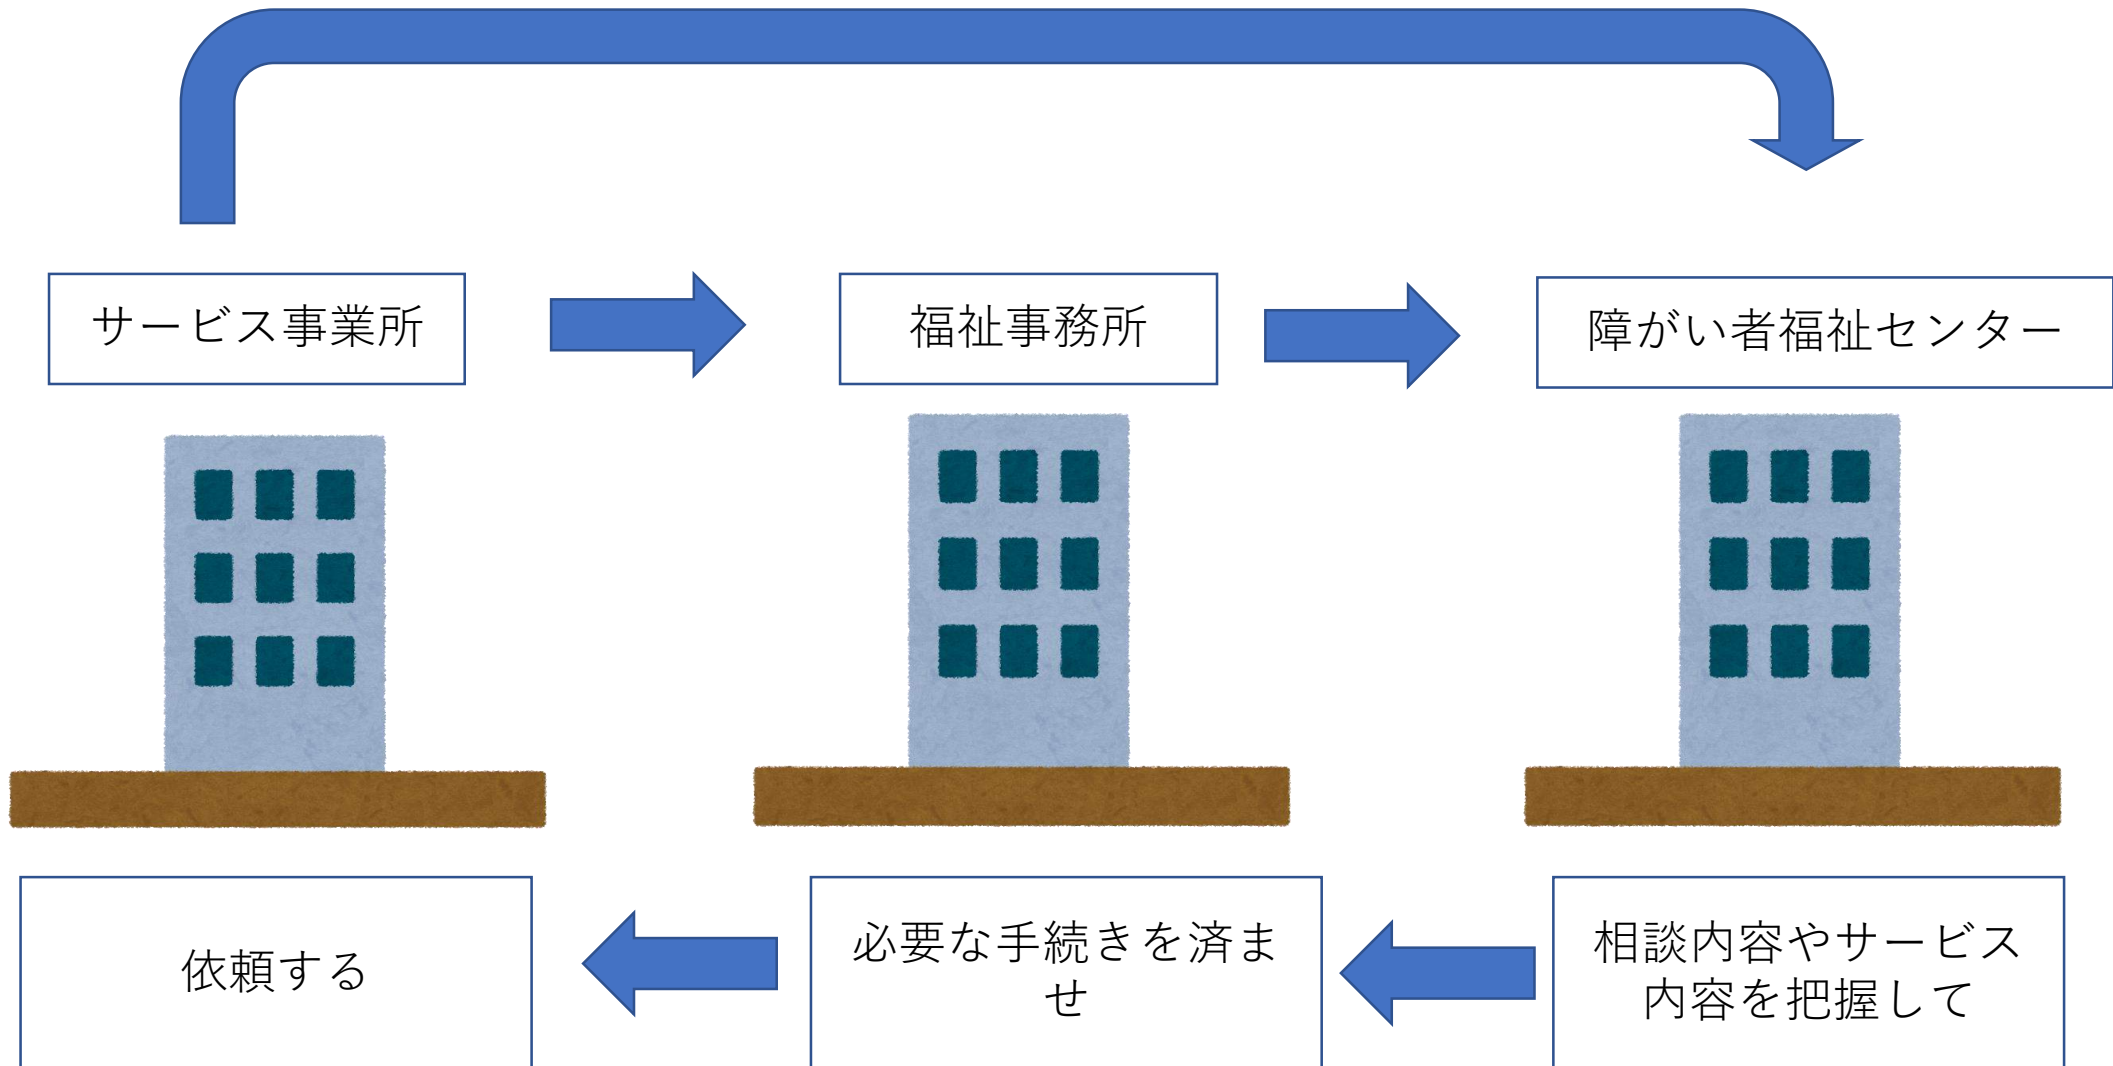 サービス事業所
福祉事務所
障がい者福祉センター
依頼する
必要な手続きを済ま
せ
相談内容やサービス
内容を把握して